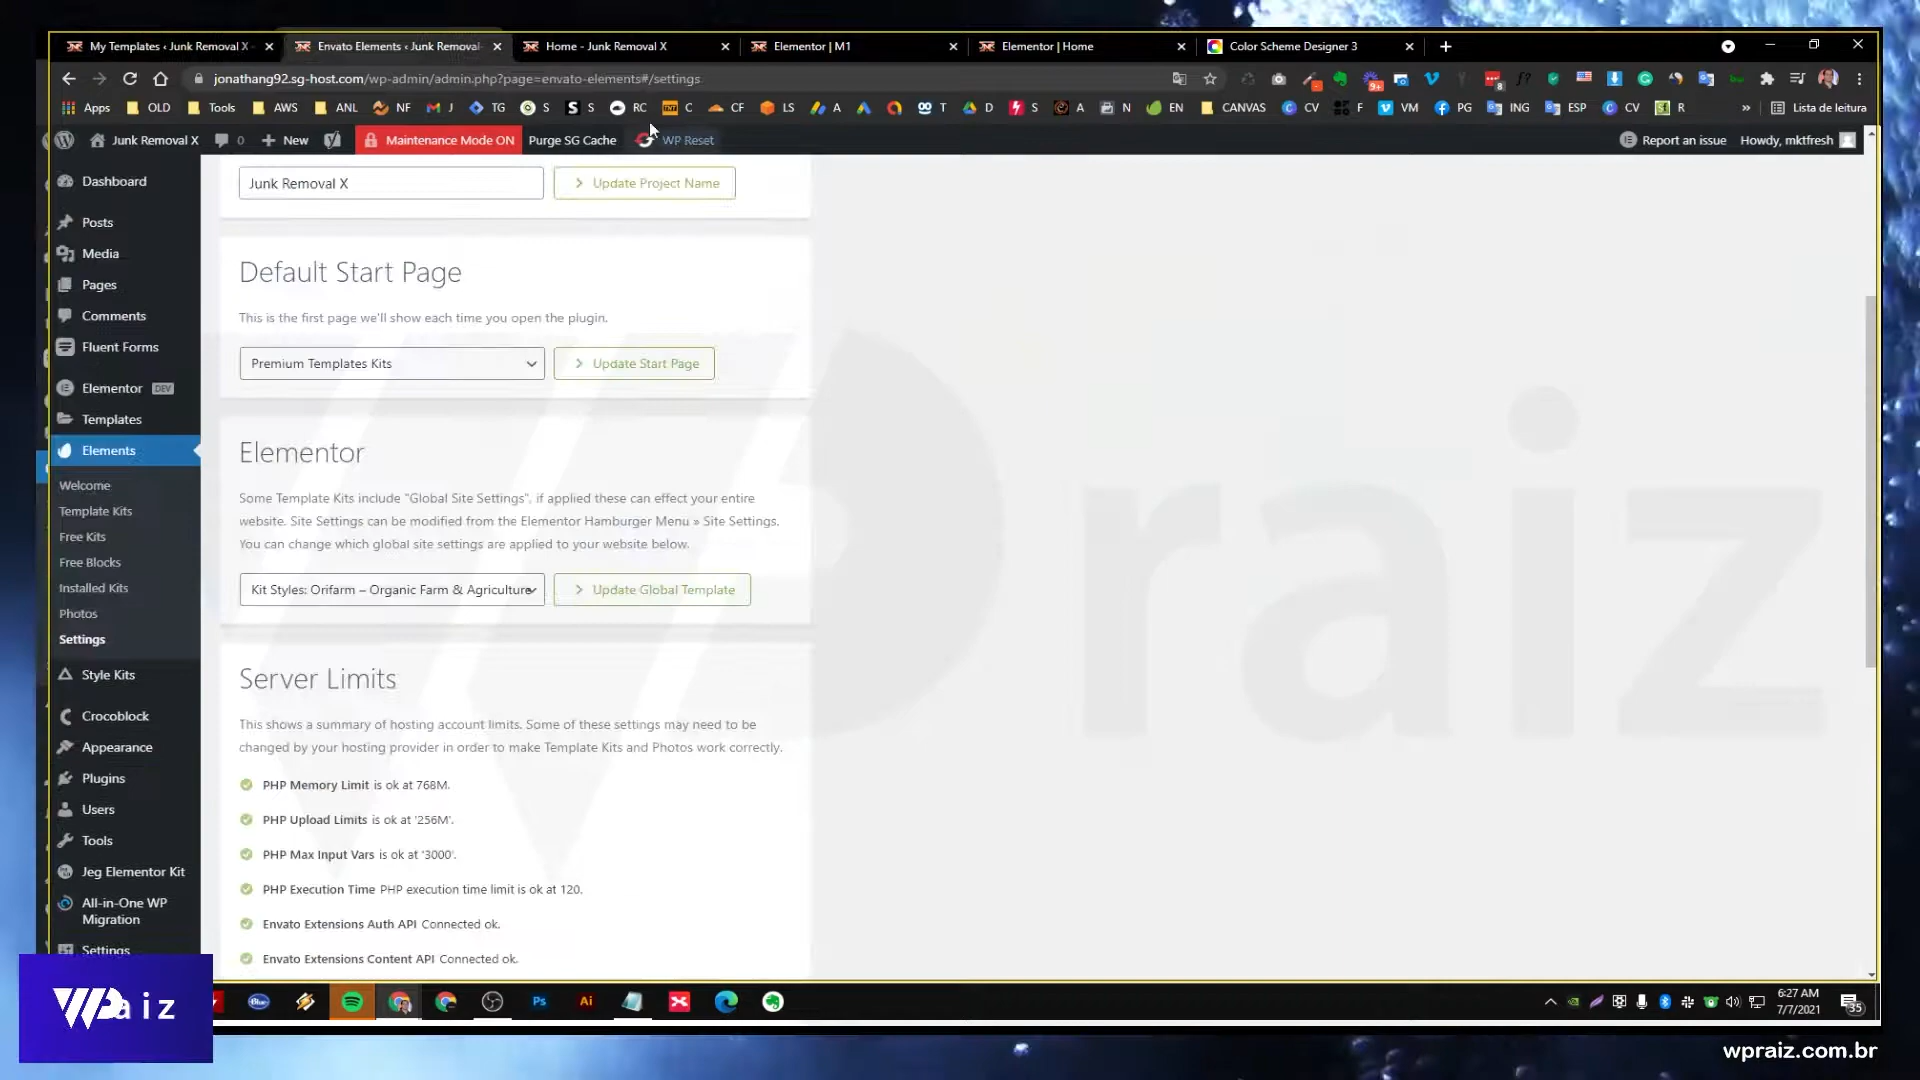 My Templates ‹ Junk Removal X -
Envato Elements ‹ Junk Removal
Home - Junk Removal X
Elementor | M1
Elementor | Home
Color Scheme Designer 3
jonathang92.sg-host.com/wp-admin/admin.php?page=envato-elements#/settings
Apps OLD Tools AWS ANL NF J TG S S RC C CF LS A T D S A N EN CANVAS CV F VM PG ING ESP CV R » Lista de leitura
Junk Removal X 0 New Maintenance Mode ON Purge SG Cache WP Reset Report an issue Howdy, mktfresh
Dashboard
Posts
Media
Pages
Comments
Fluent Forms
Elementor DEV
Templates
Elements
Welcome
Template Kits
Free Kits
Free Blocks
Installed Kits
Photos
Settings
Style Kits
Crocoblock
Appearance
Plugins
Users
Tools
Jeg Elementor Kit
All-in-One WP
Migration
Settings
Junk Removal X
Update Project Name
Default Start Page
This is the first page we'll show each time you open the plugin.
Premium Templates Kits
Update Start Page
Elementor
Some Template Kits include "Global Site Settings", if applied these can effect your entire
website. Site Settings can be modified from the Elementor Hamburger Menu » Site Settings.
You can change which global site settings are applied to your website below.
Kit Styles: Orifarm – Organic Farm & Agriculture
Update Global Template
Server Limits
This shows a summary of hosting account limits. Some of these settings may need to be
changed by your hosting provider in order to make Template Kits and Photos work correctly.
PHP Memory Limit is ok at 768M.
PHP Upload Limits is ok at '256M'.
PHP Max Input Vars is ok at '3000'.
PHP Execution Time PHP execution time limit is ok at 120.
Envato Extensions Auth API Connected ok.
Envato Extensions Content API Connected ok.
WPraiz
WPraiz
Blue
Ps
Ai
6:27 AM
7/7/2021
35
wpraiz.com.br